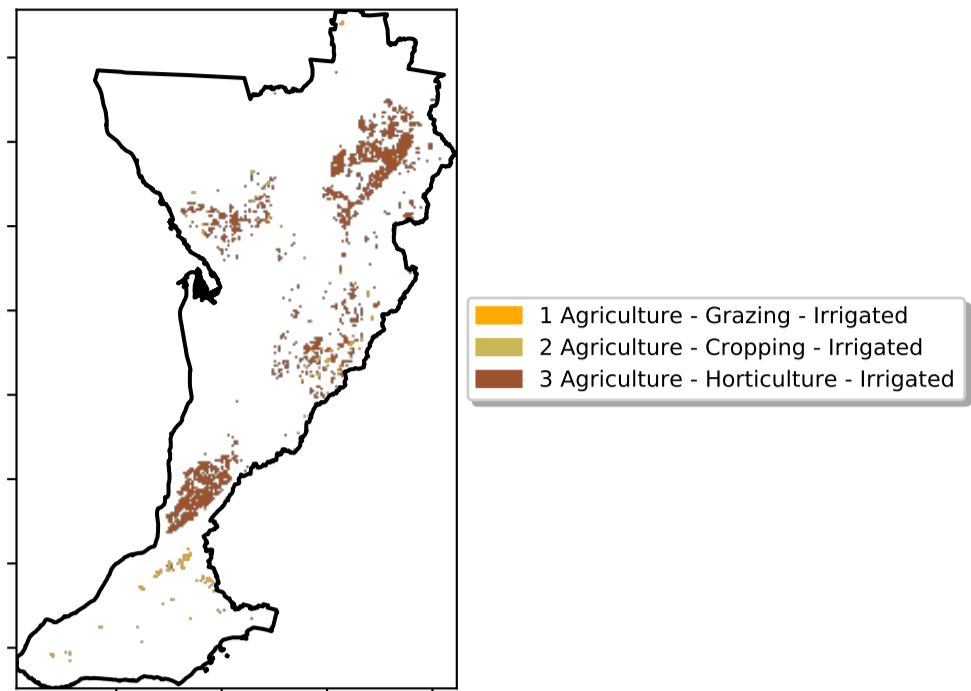 1 Agriculture - Grazing - Irrigated
2 Agriculture - Cropping - Irrigated
3 Agriculture - Horticulture - Irrigated